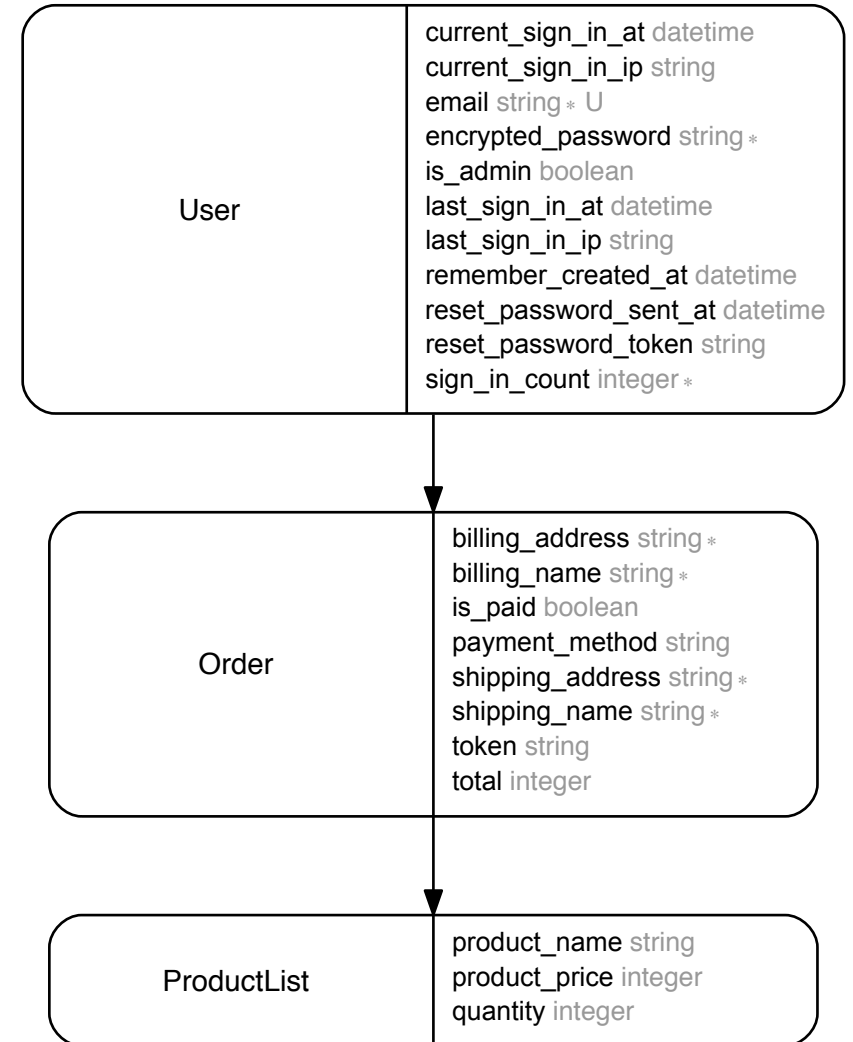 User
current_sign_in_at datetime
current_sign_in_ip string
email string * U
encrypted_password string *
is_admin boolean
last_sign_in_at datetime
last_sign_in_ip string
remember_created_at datetime
reset_password_sent_at datetime
reset_password_token string
sign_in_count integer *
Order
billing_address string *
billing_name string *
is_paid boolean
payment_method string
shipping_address string *
shipping_name string *
token string
total integer
ProductList
product_name string
product_price integer
quantity integer